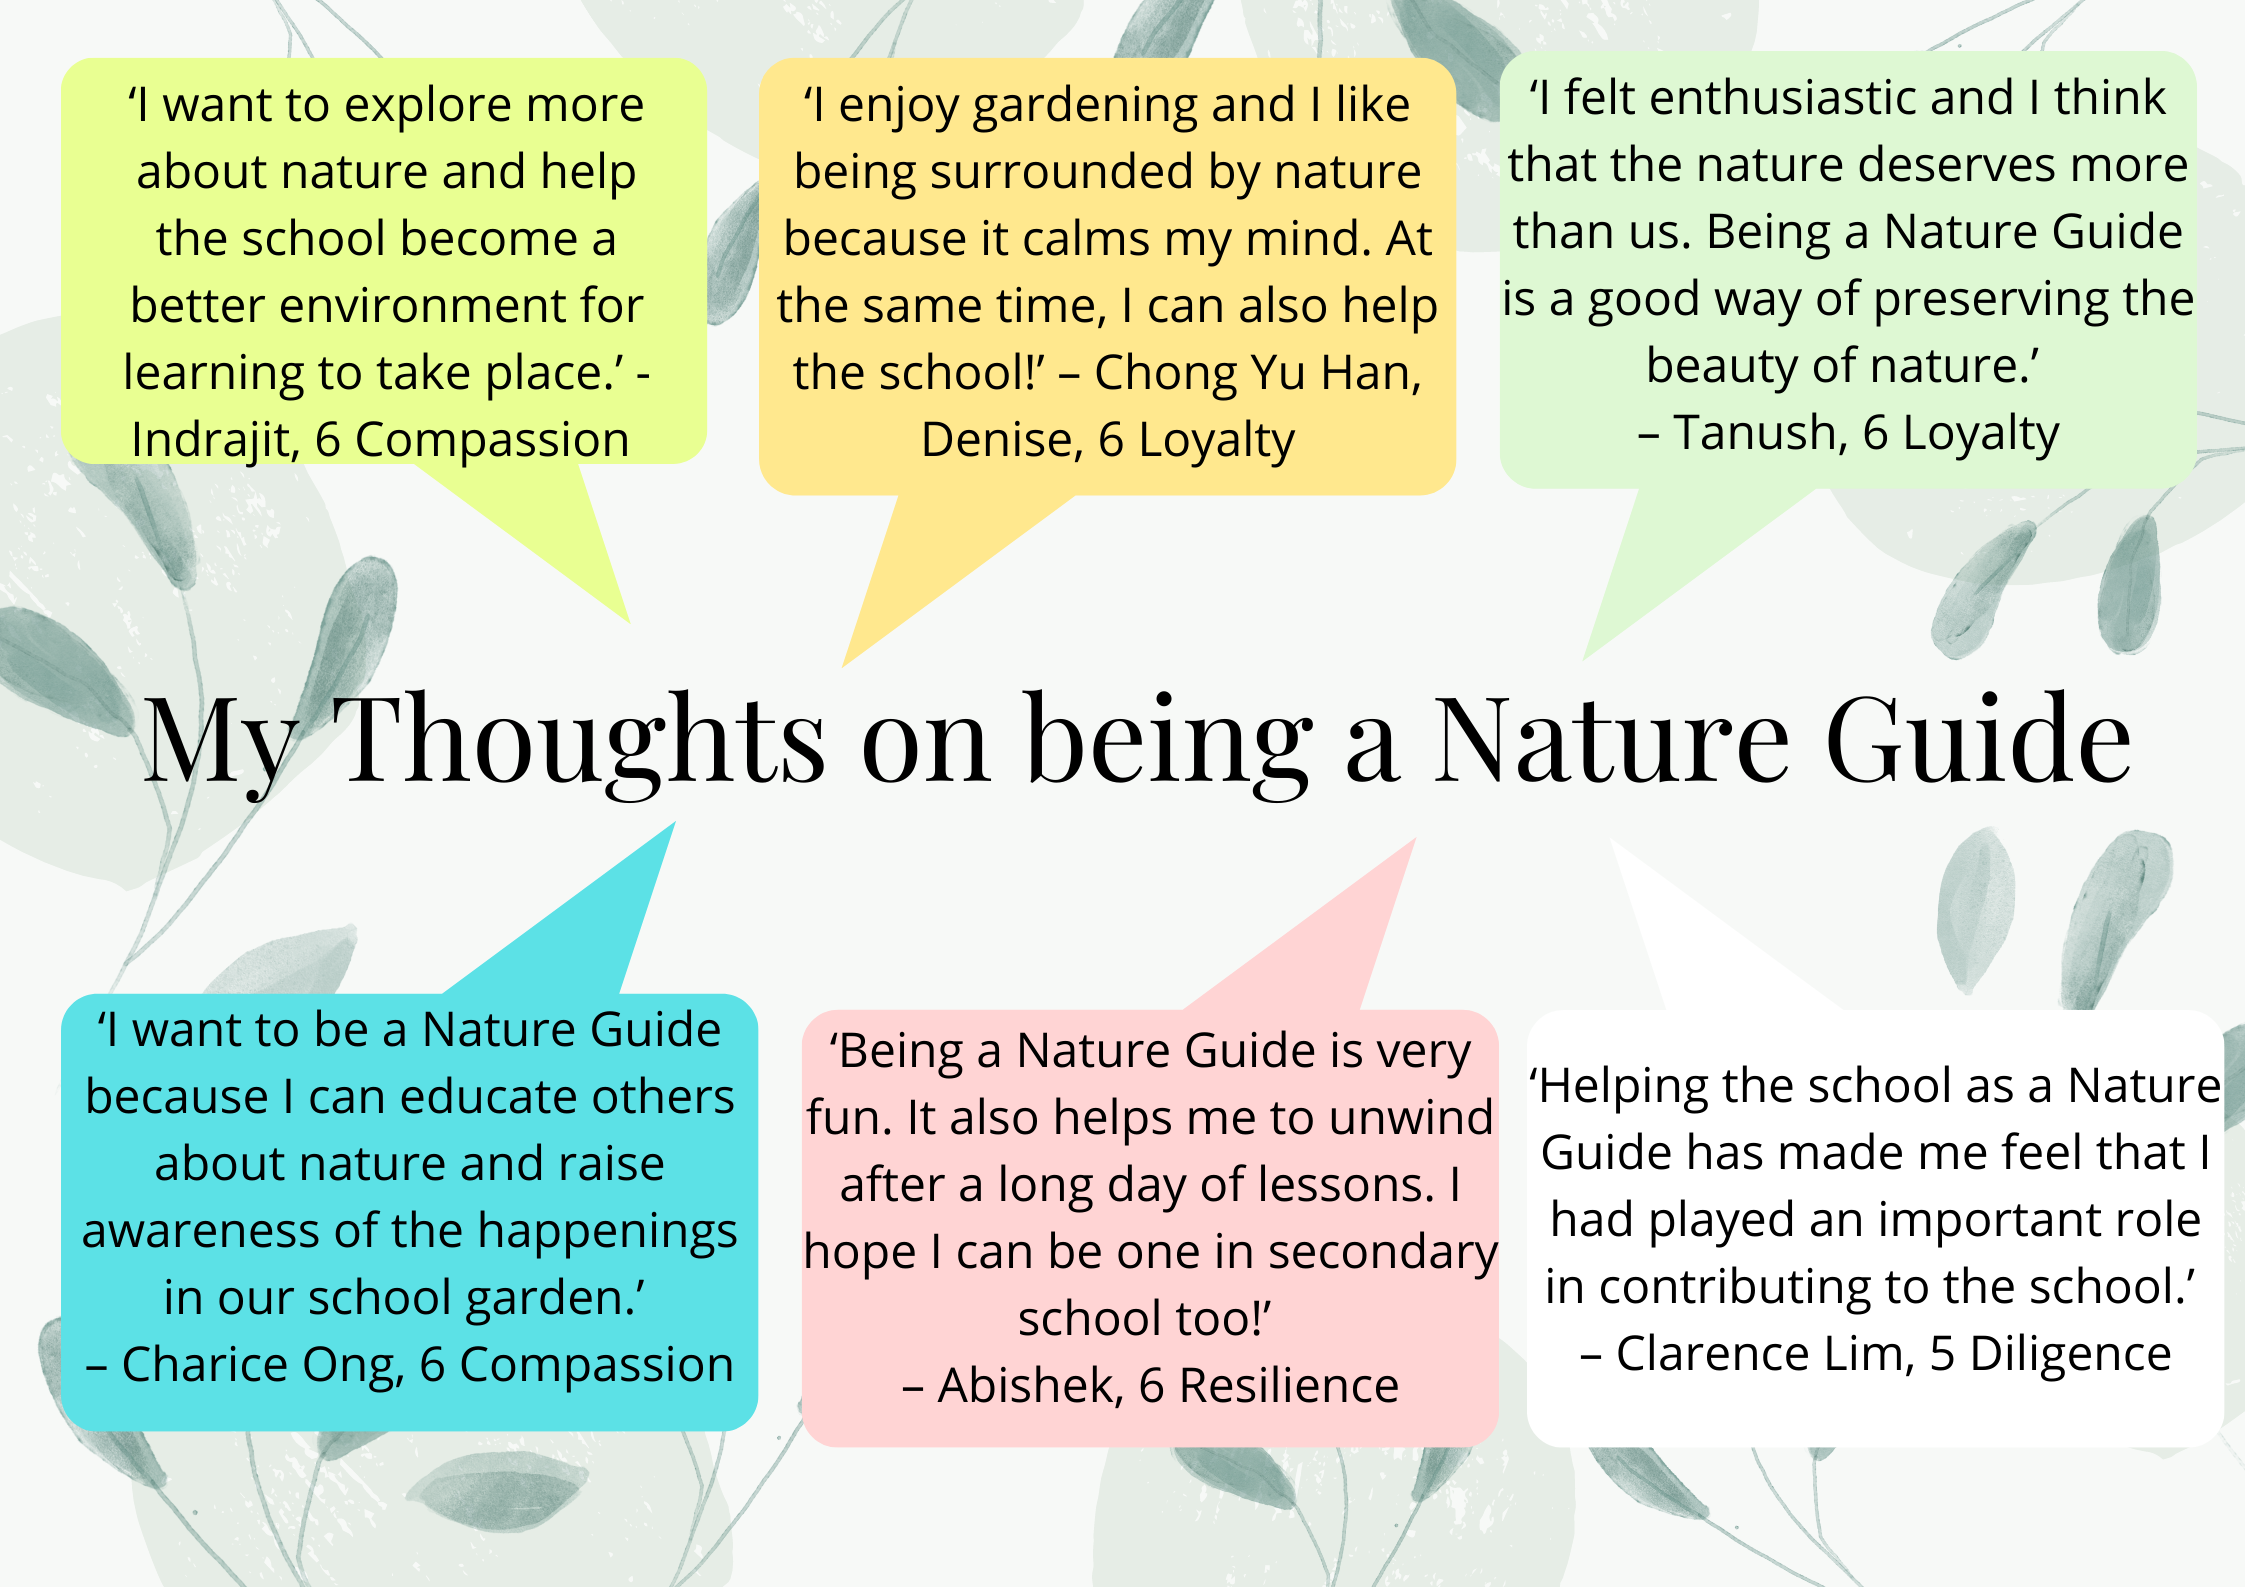 ‘I want to explore more
about nature and help
the school become a
better environment for
learning to take place.’ -
Indrajit, 6 Compassion
‘I enjoy gardening and I like
being surrounded by nature
because it calms my mind. At
the same time, I can also help
the school!’ – Chong Yu Han,
Denise, 6 Loyalty
‘I felt enthusiastic and I think
that the nature deserves more
than us. Being a Nature Guide
is a good way of preserving the
beauty of nature.’
– Tanush, 6 Loyalty
My Thoughts on being a Nature Guide
‘I want to be a Nature Guide
because I can educate others
about nature and raise
awareness of the happenings
in our school garden.’
– Charice Ong, 6 Compassion
‘Being a Nature Guide is very
fun. It also helps me to unwind
after a long day of lessons. I
hope I can be one in secondary
school too!’
– Abishek, 6 Resilience
‘Helping the school as a Nature
Guide has made me feel that I
had played an important role
in contributing to the school.’
– Clarence Lim, 5 Diligence